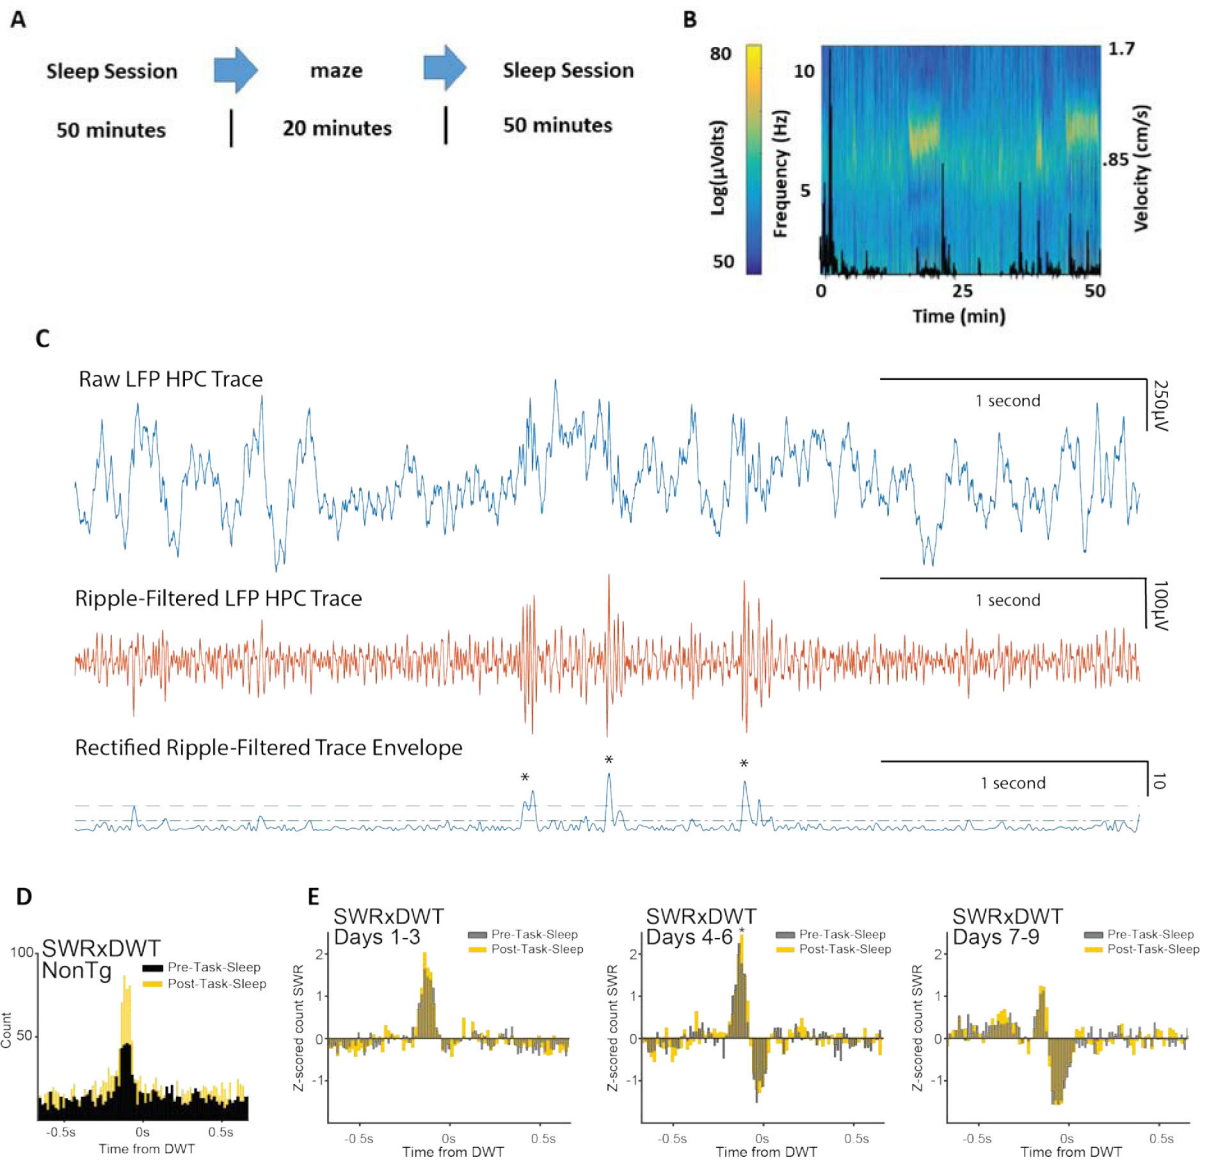 A
Sleep Session
maze
Sleep Session
50 minutes
20 minutes
50 minutes
B
80
50
Log(µVolts
Frequency (Hz)
10
5
1.7
.85
Velocity (cm/s)
0
25
50
Time (min)
C
Raw LFP HPC Trace
1 second
250µV
Ripple-Filtered LFP HPC Trace
1 second
100µV
Rectified Ripple-Filtered Trace Envelope
* * *
1 second
10
D
SWRxDWT
NonTg
Pre-Task-Sleep
Post-Task-Sleep
100
50
Count
-0.5s
0s
0.5s
Time from DWT
E
SWRxDWT
Days 1-3
Pre-Task-Sleep
Post-Task-Sleep
2
1
0
-1
Z-scored count SWR
-0.5s
0s
0.5s
Time from DWT
SWRxDWT
Days 4-6
*
Pre-Task-Sleep
Post-Task-Sleep
2
1
0
-1
Z-scored count SWR
-0.5s
0s
0.5s
Time from DWT
SWRxDWT
Days 7-9
Pre-Task-Sleep
Post-Task-Sleep
2
1
0
-1
Z-scored count SWR
-0.5s
0s
0.5s
Time from DWT